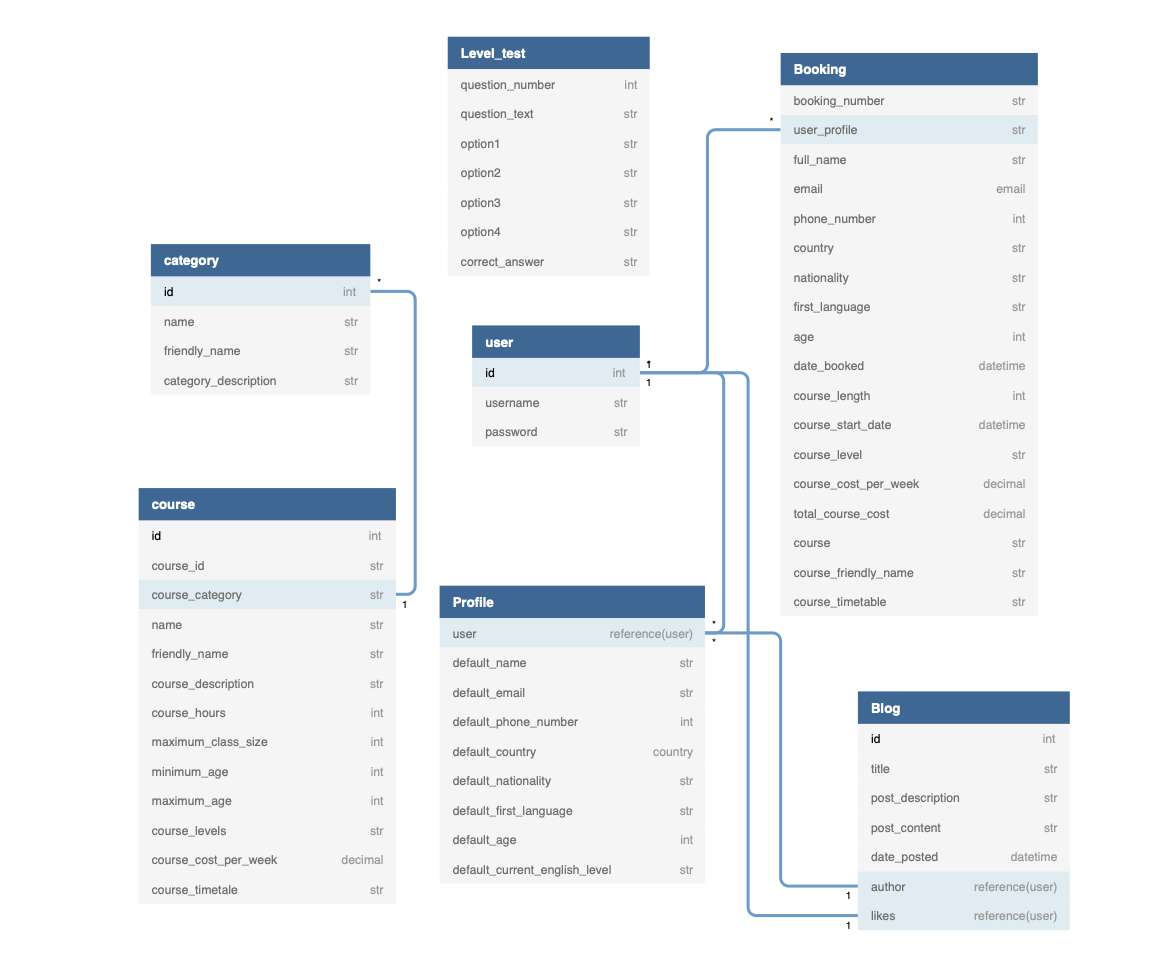 Level_test
question_number int
question_text str
option1 str
option2 str
option3 str
option4 str
correct_answer str
Booking
booking_number str
*
user_profile str
full_name str
email email
phone_number int
country str
nationality str
first_language str
age int
date_booked datetime
course_length int
course_start_date datetime
course_level str
course_cost_per_week decimal
total_course_cost decimal
course str
course_friendly_name str
course_timetable str
category
*
id int
name str
friendly_name str
category_description str
user
1
id int
1
username str
password str
course
id int
course_id str
course_category str
1
name str
friendly_name str
course_description str
course_hours int
maximum_class_size int
minimum_age int
maximum_age int
course_levels str
course_cost_per_week decimal
course_timetale str
Profile
*
user reference(user)
*
default_name str
default_email str
default_phone_number int
default_country country
default_nationality str
default_first_language str
default_age int
default_current_english_level str
Blog
id int
title str
post_description str
post_content str
date_posted datetime
author reference(user)
1
likes reference(user)
1